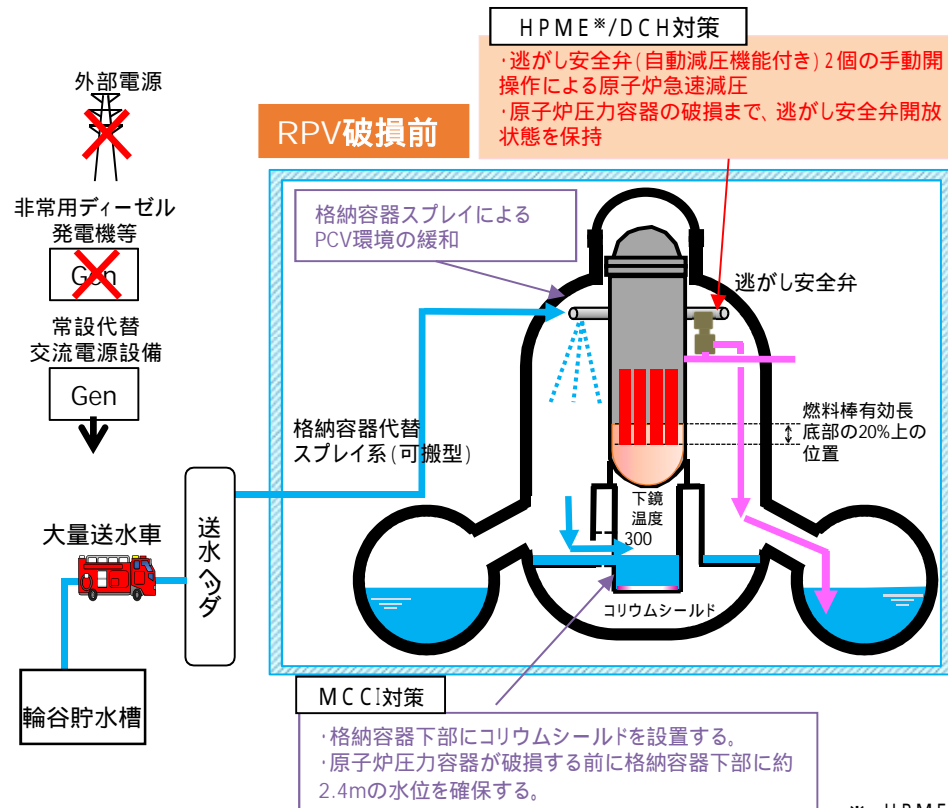 HPME※/DCH対策
・逃がし安全弁(自動減圧機能付き)2個の手動開
操作による原子炉急速減圧
・原子炉圧力容器の破損まで、逃がし安全弁開放
状態を保持
外部電源
RPV破損前
非常用ディーゼル
発電機等
Gen
格納容器スプレイによる
PCV環境の緩和
逃がし安全弁
常設代替
交流電源設備
Gen
燃料棒有効長
底部の20%上の
位置
格納容器代替
スプレイ系(可搬型)
下鏡
温度
300
大量送水車
送水ヘッダ
コリウムシールド
輪谷貯水槽
MCCI対策
・格納容器下部にコリウムシールドを設置する。
・原子炉圧力容器が破損する前に格納容器下部に約
2.4mの水位を確保する。
※ HPME